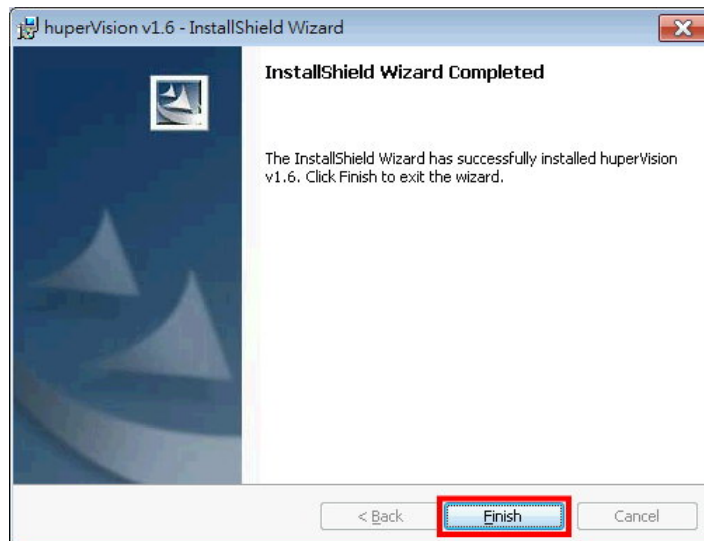 huperVision v1.6 - InstallShield Wizard
InstallShield Wizard Completed
The InstallShield Wizard has successfully installed huperVision
v1.6. Click Finish to exit the wizard.
< Back Finish Cancel